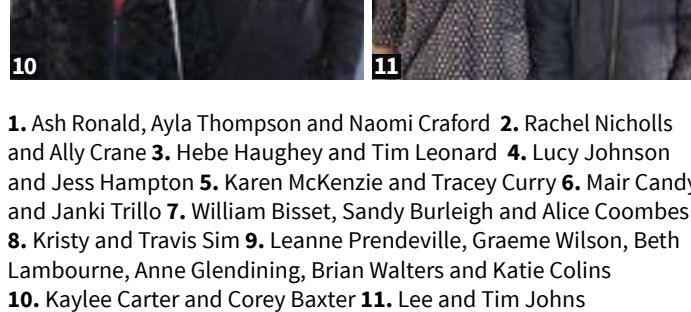 10
11
1. Ash Ronald, Ayla Thompson and Naomi Craford 2. Rachel Nicholls
and Ally Crane 3. Hebe Haughey and Tim Leonard 4. Lucy Johnson
and Jess Hampton 5. Karen McKenzie and Tracey Curry 6. Mair Candy
and Janki Trillo 7. William Bisset, Sandy Burleigh and Alice Coombes
8. Kristy and Travis Sim 9. Leanne Prendeville, Graeme Wilson, Beth
Lambourne, Anne Glendining, Brian Walters and Katie Colins
10. Kaylee Carter and Corey Baxter 11. Lee and Tim Johns